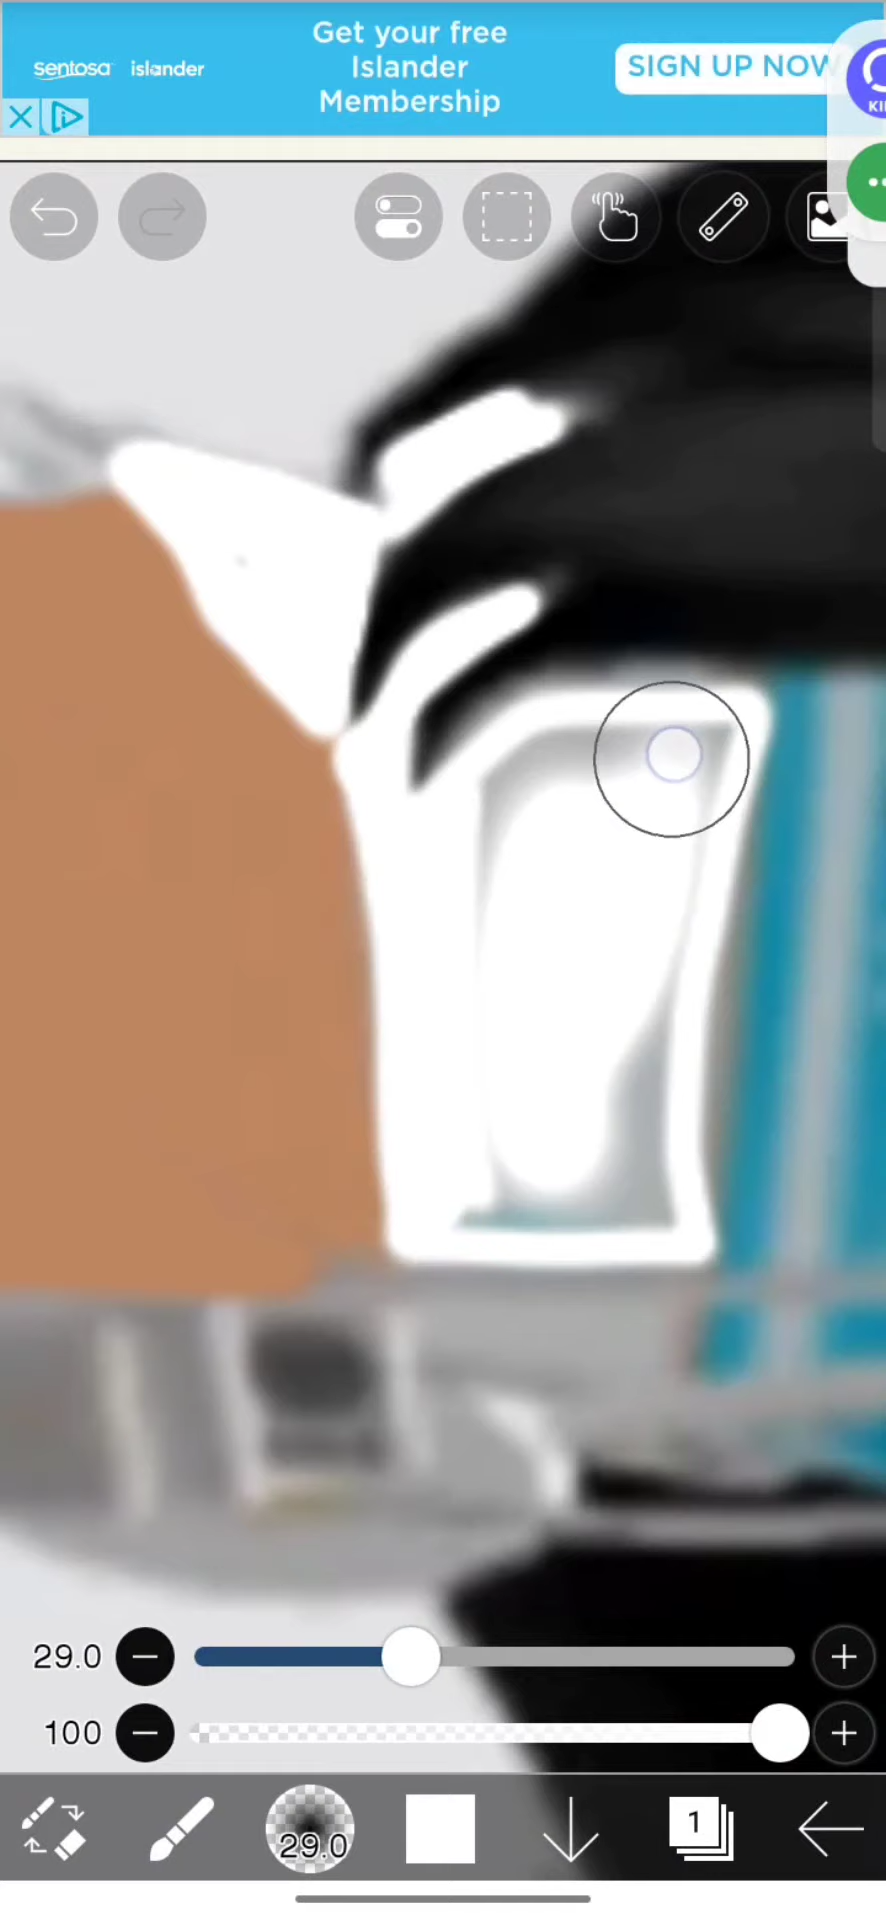 sentosa islander
Get your free
Islander
Membership
SIGN UP NOW
29.0
100
29.0
1